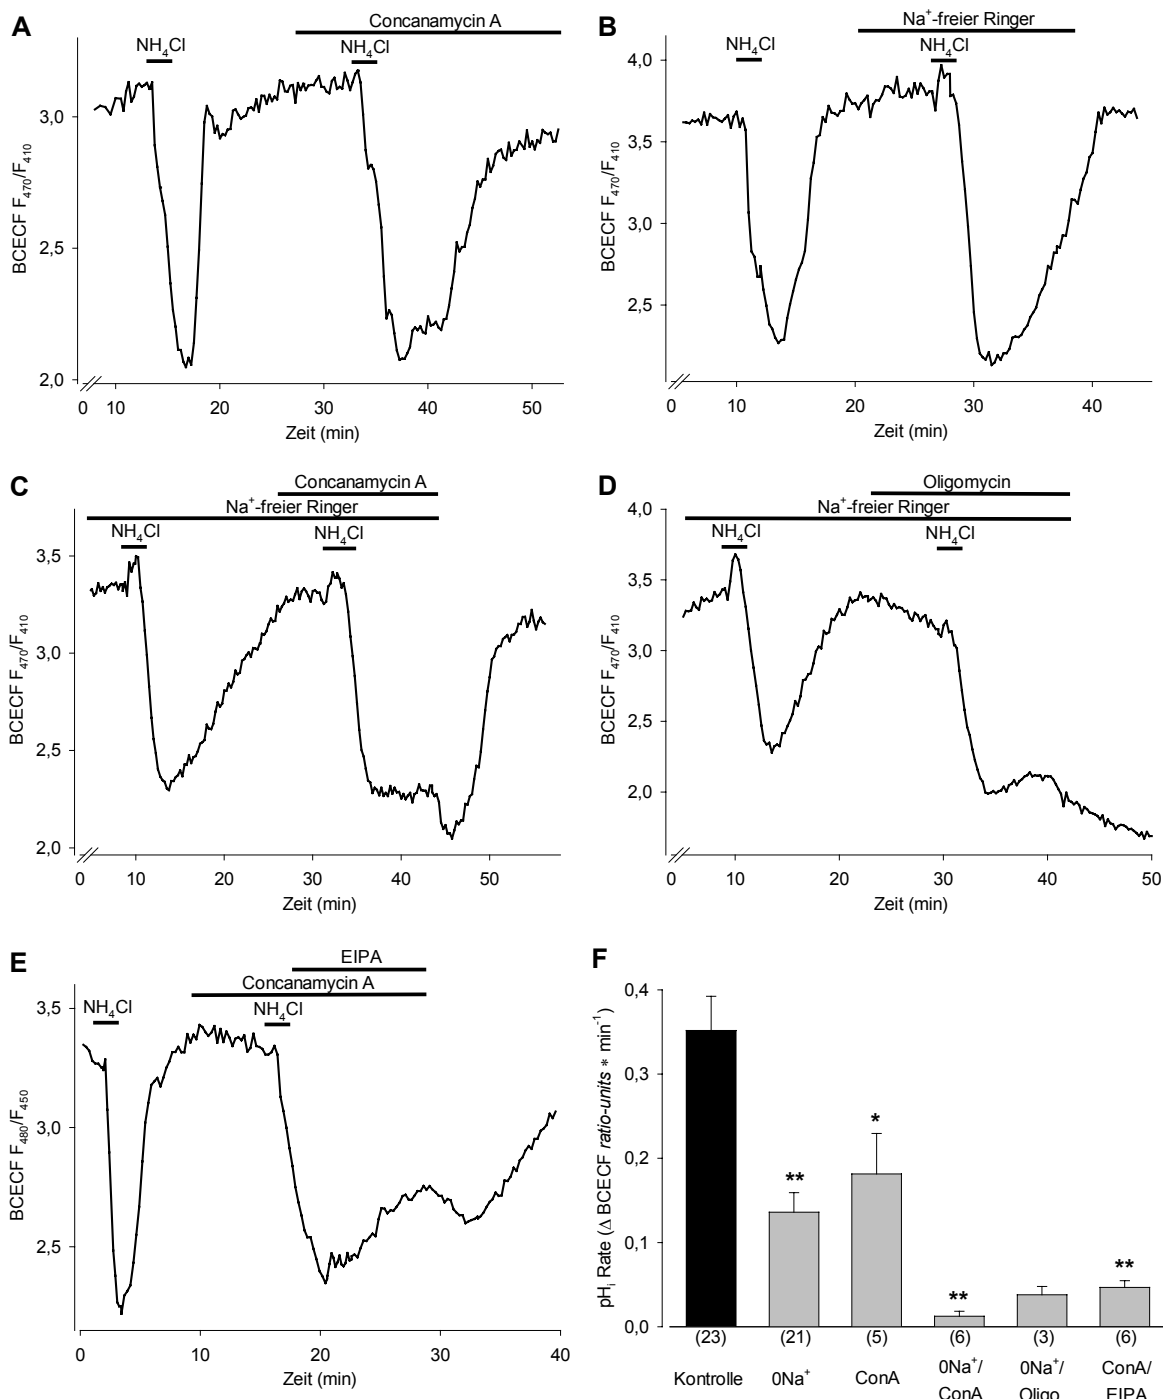 A
Concanamycin A
NH4Cl
NH4Cl
3,0
2,5
2,0
BCECF F470/F410
0 10 20 30 40 50
Zeit (min)
B
Na+-freier Ringer
NH4Cl
NH4Cl
4,0
3,5
3,0
2,5
BCECF F470/F410
0 10 20 30 40
Zeit (min)
C
Concanamycin A
Na+-freier Ringer
NH4Cl
NH4Cl
3,5
3,0
2,5
2,0
BCECF F470/F410
0 10 20 30 40 50
Zeit (min)
D
Oligomycin
Na+-freier Ringer
NH4Cl
NH4Cl
4,0
3,5
3,0
2,5
2,0
BCECF F470/F410
0 10 20 30 40 50
Zeit (min)
E
EIPA
Concanamycin A
NH4Cl
NH4Cl
3,5
3,0
2,5
BCECF F480/F450
0 10 20 30 40
Zeit (min)
F
0,4
0,3
0,2
0,1
0,0
pHi Rate (Δ BCECF ratio-units * min-1)
** * ** **
(23) (21) (5) (6) (3) (6)
Kontrolle 0Na+ ConA 0Na+/ 0Na+/ ConA/
ConA Oligo EIPA